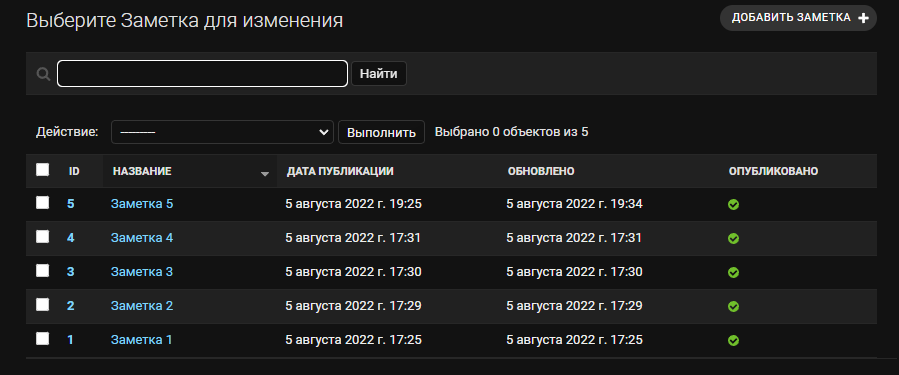 Выберите Заметка для изменения
ДОБАВИТЬ ЗАМЕТКА +
Найти
Действие: --------- Выполнить Выбрано 0 объектов из 5
ID НАЗВАНИЕ ДАТА ПУБЛИКАЦИИ ОБНОВЛЕНО ОПУБЛИКОВАНО
5 Заметка 5 5 августа 2022 г. 19:25 5 августа 2022 г. 19:34
4 Заметка 4 5 августа 2022 г. 17:31 5 августа 2022 г. 17:31
3 Заметка 3 5 августа 2022 г. 17:30 5 августа 2022 г. 17:30
2 Заметка 2 5 августа 2022 г. 17:29 5 августа 2022 г. 17:29
1 Заметка 1 5 августа 2022 г. 17:25 5 августа 2022 г. 17:25